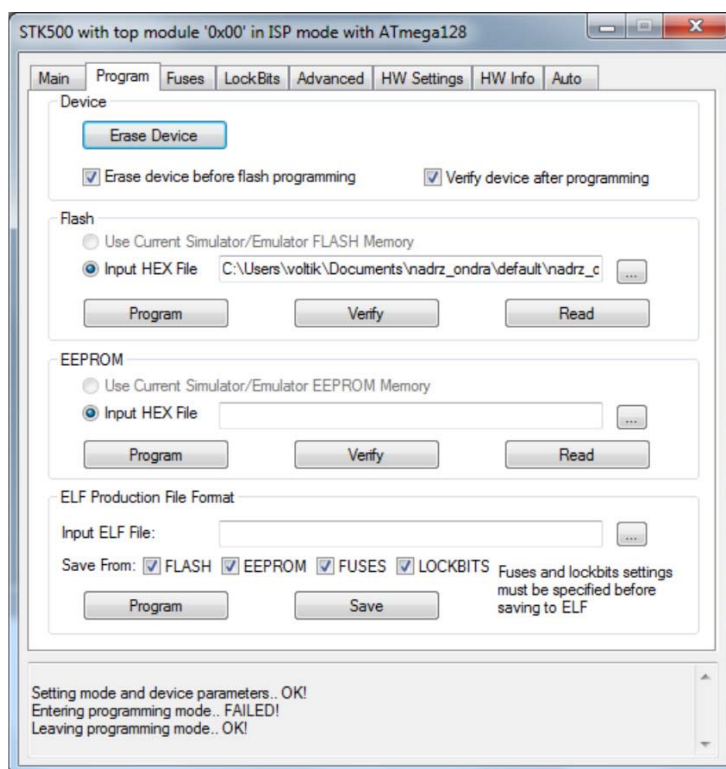 STK500 with top module '0x00' in ISP mode with ATmega128
Main Program Fuses LockBits Advanced HW Settings HW Info Auto
Device
Erase Device
Erase device before flash programming Verify device after programming
Flash
Use Current Simulator/Emulator FLASH Memory
Input HEX File C:\Users\voltik\Documents\nadrz_ondra\default\nadrz_c ...
Program Verify Read
EEPROM
Use Current Simulator/Emulator EEPROM Memory
Input HEX File ...
Program Verify Read
ELF Production File Format
Input ELF File: ...
Save From: FLASH EEPROM FUSES LOCKBITS
Fuses and lockbits settings
must be specified before
saving to ELF
Program Save
Setting mode and device parameters.. OK!
Entering programming mode.. FAILED!
Leaving programming mode.. OK!